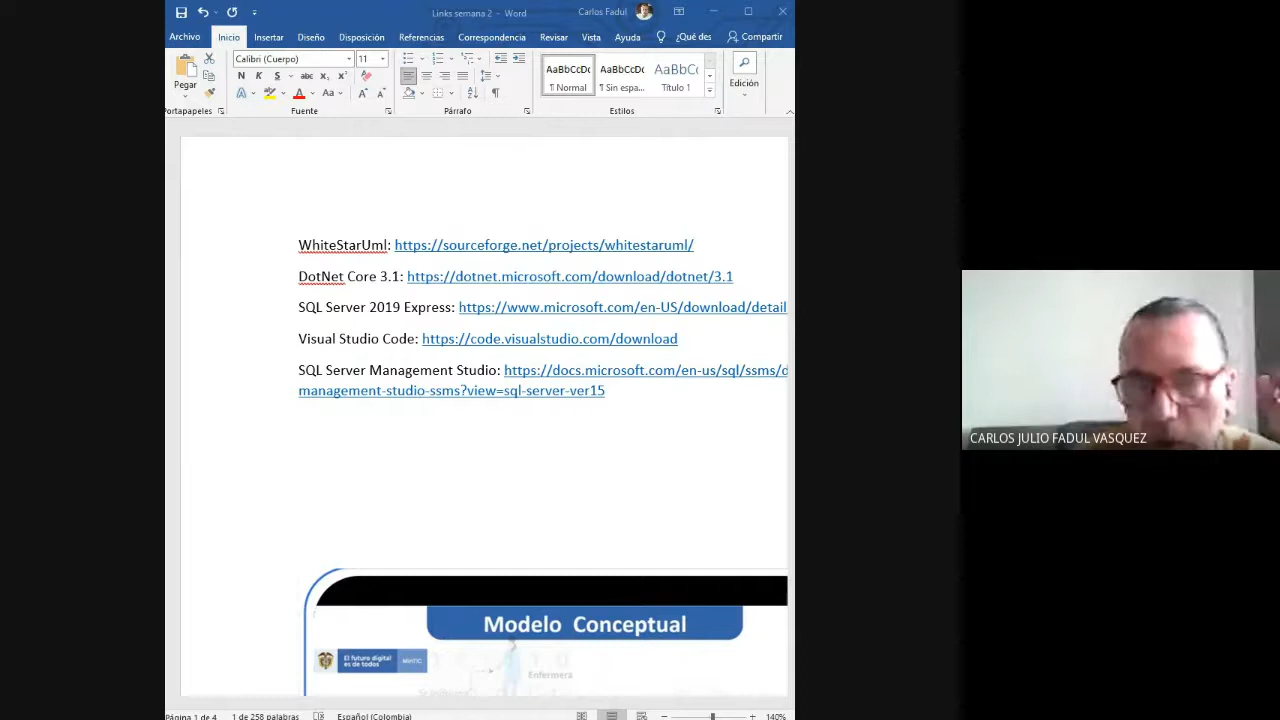 Links semana 2 - Word
Carlos Fadul
Archivo Inicio Insertar Diseño Disposición Referencias Correspondencia Revisar Vista Ayuda ¿Qué des Compartir
Calibri (Cuerpo) 11
Pegar
N K S abc x₂ x²
A A Aa A A
AaBbCcDc AaBbCcDc AaBbCc
¶ Normal ¶ Sin espa... Título 1
Edición
Portapapeles Fuente Párrafo Estilos
WhiteStarUml: https://sourceforge.net/projects/whitestaruml/
DotNet Core 3.1: https://dotnet.microsoft.com/download/dotnet/3.1
SQL Server 2019 Express: https://www.microsoft.com/en-US/download/detail
Visual Studio Code: https://code.visualstudio.com/download
SQL Server Management Studio: https://docs.microsoft.com/en-us/sql/ssms/d
management-studio-ssms?view=sql-server-ver15
CARLOS JULIO FADUL VASQUEZ
Modelo Conceptual
El futuro digital
es de todos
MinTIC
Enfermera
Página 1 de 4 1 de 258 palabras Español (Colombia) 140%